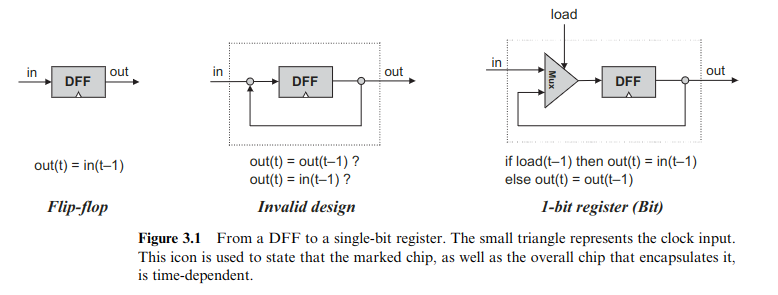 in
DFF
out
out(t) = in(t–1)
Flip-flop
in
DFF
out
out(t) = out(t–1) ?
out(t) = in(t–1) ?
Invalid design
load
in
Mux
DFF
out
if load(t–1) then out(t) = in(t–1)
else out(t) = out(t–1)
1-bit register (Bit)
Figure 3.1 From a DFF to a single-bit register. The small triangle represents the clock input.
This icon is used to state that the marked chip, as well as the overall chip that encapsulates it,
is time-dependent.